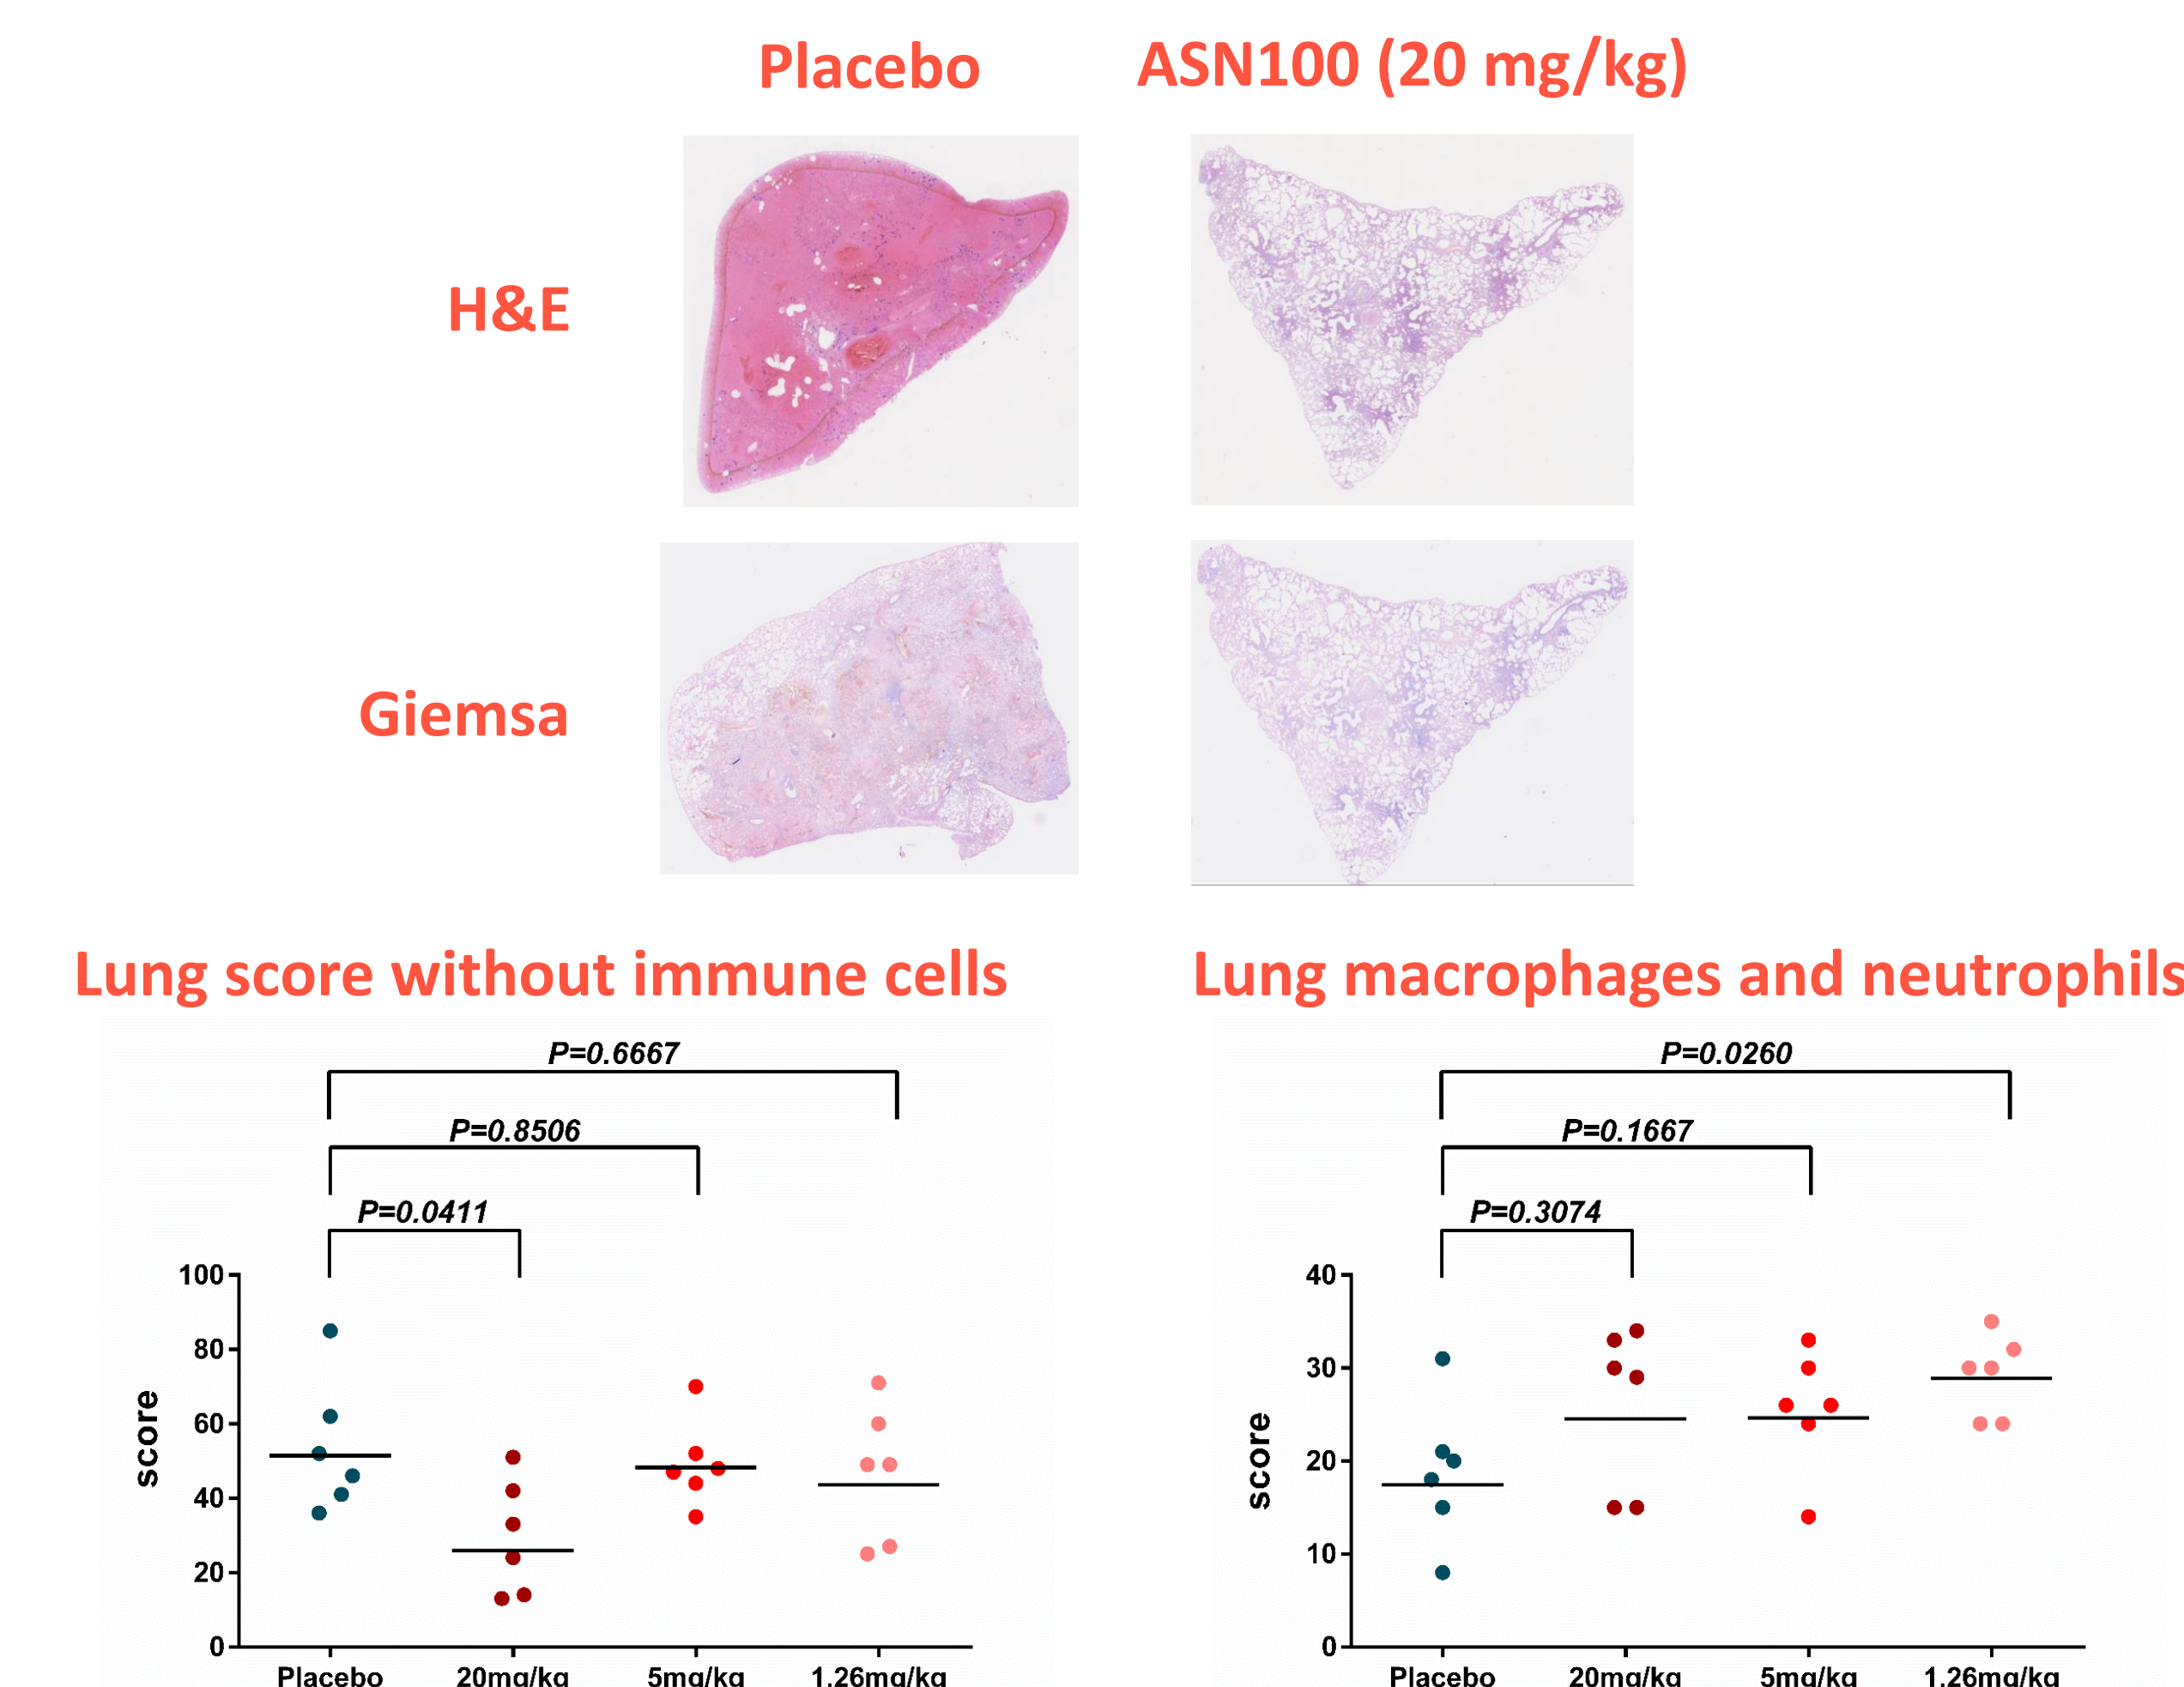 Placebo
ASN100 (20 mg/kg)
H&E
Giemsa
Lung score without immune cells
P=0.6667
P=0.8506
P=0.0411
100
80
60
40
20
0
score
Placebo
20mg/kg
5mg/kg
1.26mg/kg
Lung macrophages and neutrophils
P=0.0260
P=0.1667
P=0.3074
40
30
20
10
0
score
Placebo
20mg/kg
5mg/kg
1.26mg/kg